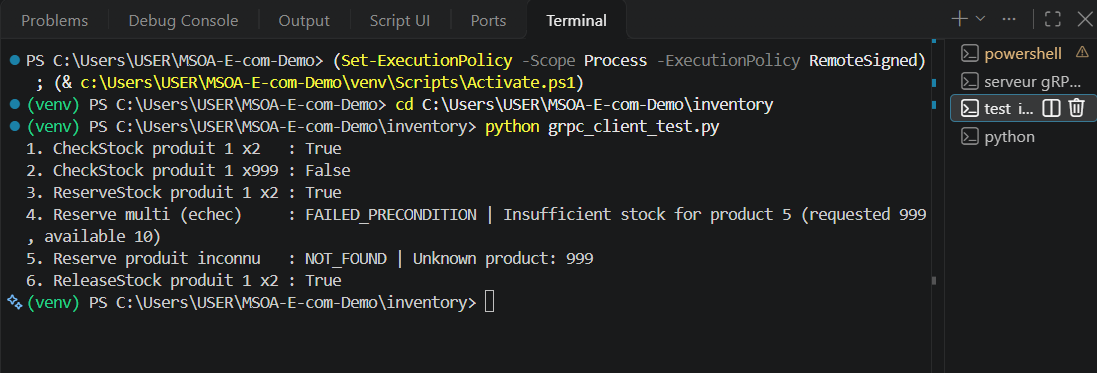 Problems Debug Console Output Script UI Ports Terminal
PS C:\Users\USER\MSOA-E-com-Demo> (Set-ExecutionPolicy -Scope Process -ExecutionPolicy RemoteSigned)
; (& c:\Users\USER\MSOA-E-com-Demo\venv\Scripts\Activate.ps1)
(venv) PS C:\Users\USER\MSOA-E-com-Demo> cd C:\Users\USER\MSOA-E-com-Demo\inventory
(venv) PS C:\Users\USER\MSOA-E-com-Demo\inventory> python grpc_client_test.py
1. CheckStock produit 1 x2   : True
2. CheckStock produit 1 x999 : False
3. ReserveStock produit 1 x2 : True
4. Reserve multi (echec)     : FAILED_PRECONDITION | Insufficient stock for product 5 (requested 999
, available 10)
5. Reserve produit inconnu   : NOT_FOUND | Unknown product: 999
6. ReleaseStock produit 1 x2 : True
(venv) PS C:\Users\USER\MSOA-E-com-Demo\inventory>
powershell
serveur gRP...
test_i...
python